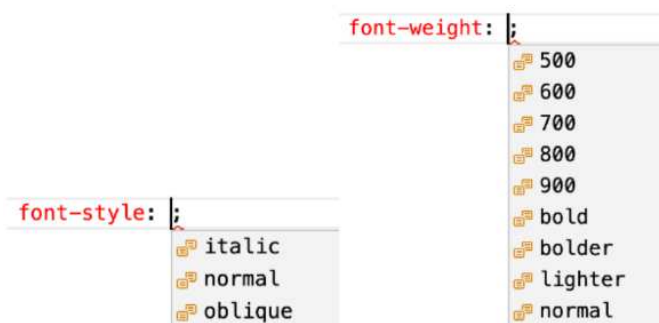 font-style: ;
italic
normal
oblique
font-weight: ;
500
600
700
800
900
bold
bolder
lighter
normal